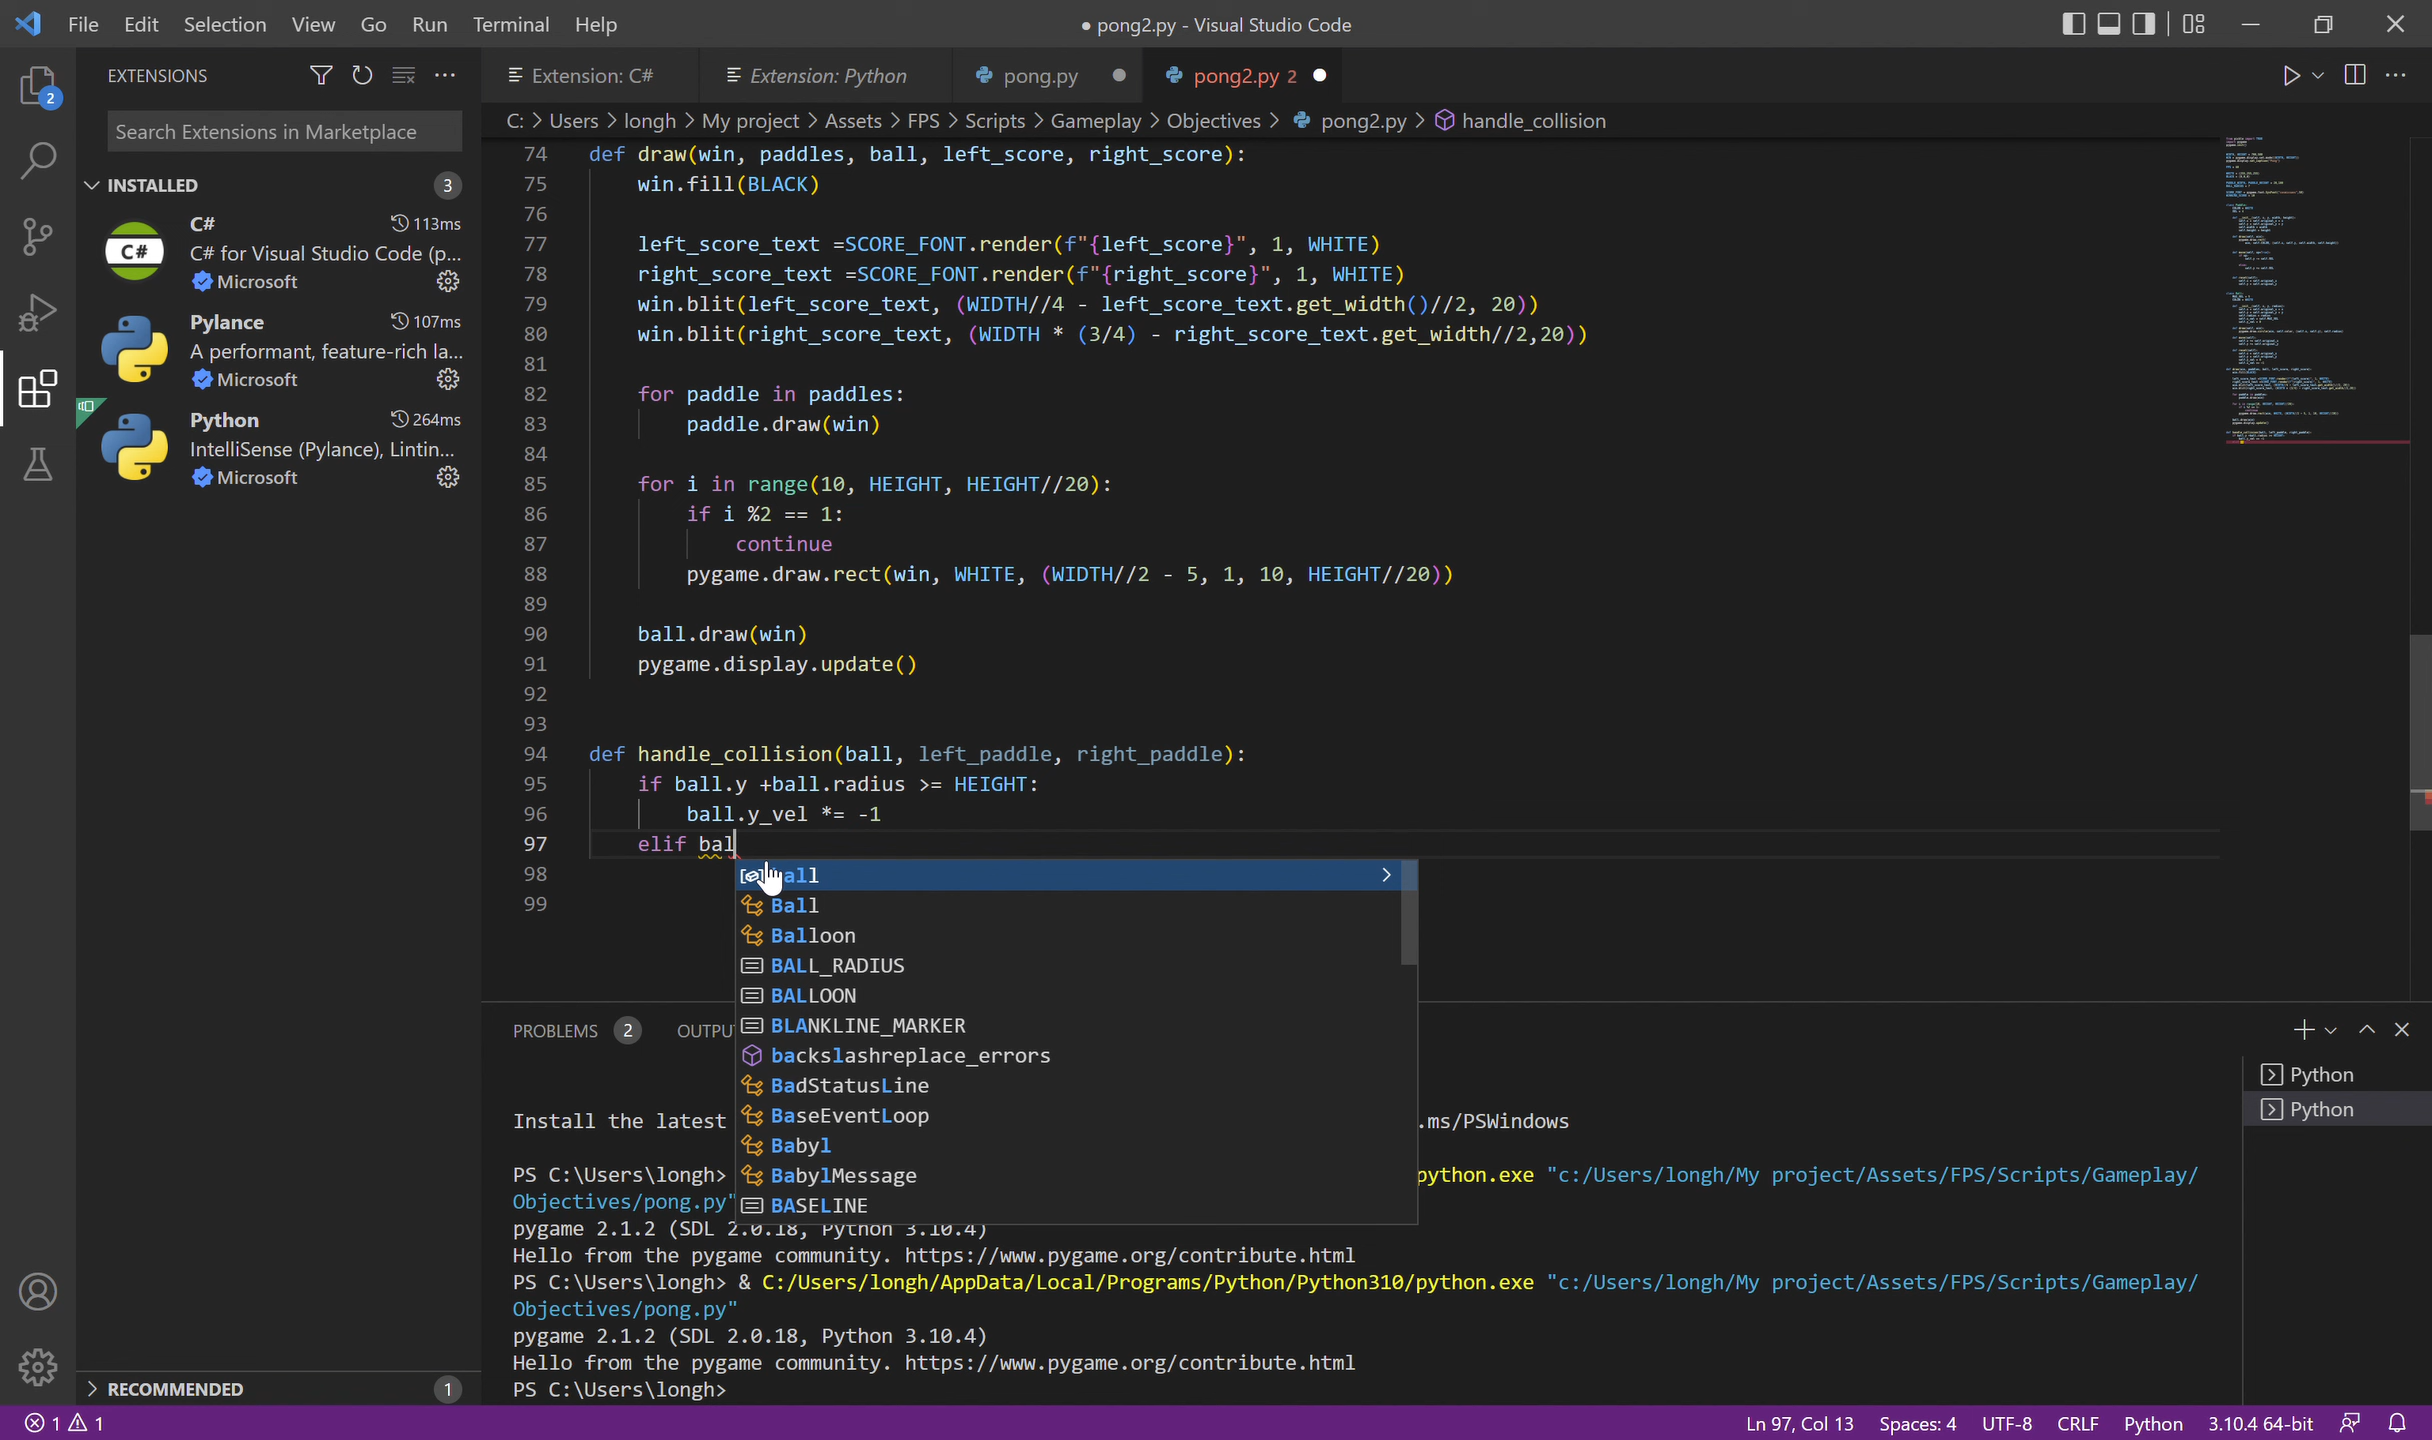 File Edit Selection View Go Run Terminal Help
● pong2.py - Visual Studio Code
EXTENSIONS
Search Extensions in Marketplace
INSTALLED 3
C# 113ms
C# for Visual Studio Code (p...
Microsoft
Pylance 107ms
A performant, feature-rich la...
Microsoft
Python 264ms
IntelliSense (Pylance), Lintin...
Microsoft
RECOMMENDED 1
2
Extension: C# Extension: Python pong.py pong2.py 2
C: > Users > longh > My project > Assets > FPS > Scripts > Gameplay > Objectives > pong2.py > handle_collision
74 def draw(win, paddles, ball, left_score, right_score):
75 win.fill(BLACK)
76
77 left_score_text =SCORE_FONT.render(f"{left_score}", 1, WHITE)
78 right_score_text =SCORE_FONT.render(f"{right_score}", 1, WHITE)
79 win.blit(left_score_text, (WIDTH//4 - left_score_text.get_width()//2, 20))
80 win.blit(right_score_text, (WIDTH * (3/4) - right_score_text.get_width//2,20))
81
82 for paddle in paddles:
83 paddle.draw(win)
84
85 for i in range(10, HEIGHT, HEIGHT//20):
86 if i %2 == 1:
87 continue
88 pygame.draw.rect(win, WHITE, (WIDTH//2 - 5, 1, 10, HEIGHT//20))
89
90 ball.draw(win)
91 pygame.display.update()
92
93
94 def handle_collision(ball, left_paddle, right_paddle):
95 if ball.y +ball.radius >= HEIGHT:
96 ball.y_vel *= -1
97 elif bal
98
99
all
Ball
Balloon
BALL_RADIUS
BALLOON
BLANKLINE_MARKER
backslashreplace_errors
BadStatusLine
BaseEventLoop
Babyl
BabylMessage
BASELINE
PROBLEMS 2 OUTPU
Python
Python
Install the latest .ms/PSWindows
PS C:\Users\longh> python.exe "c:/Users/longh/My project/Assets/FPS/Scripts/Gameplay/
Objectives/pong.py"
pygame 2.1.2 (SDL 2.0.18, Python 3.10.4)
Hello from the pygame community. https://www.pygame.org/contribute.html
PS C:\Users\longh> & C:/Users/longh/AppData/Local/Programs/Python/Python310/python.exe "c:/Users/longh/My project/Assets/FPS/Scripts/Gameplay/
Objectives/pong.py"
pygame 2.1.2 (SDL 2.0.18, Python 3.10.4)
Hello from the pygame community. https://www.pygame.org/contribute.html
PS C:\Users\longh>
1 1
Ln 97, Col 13 Spaces: 4 UTF-8 CRLF Python 3.10.4 64-bit